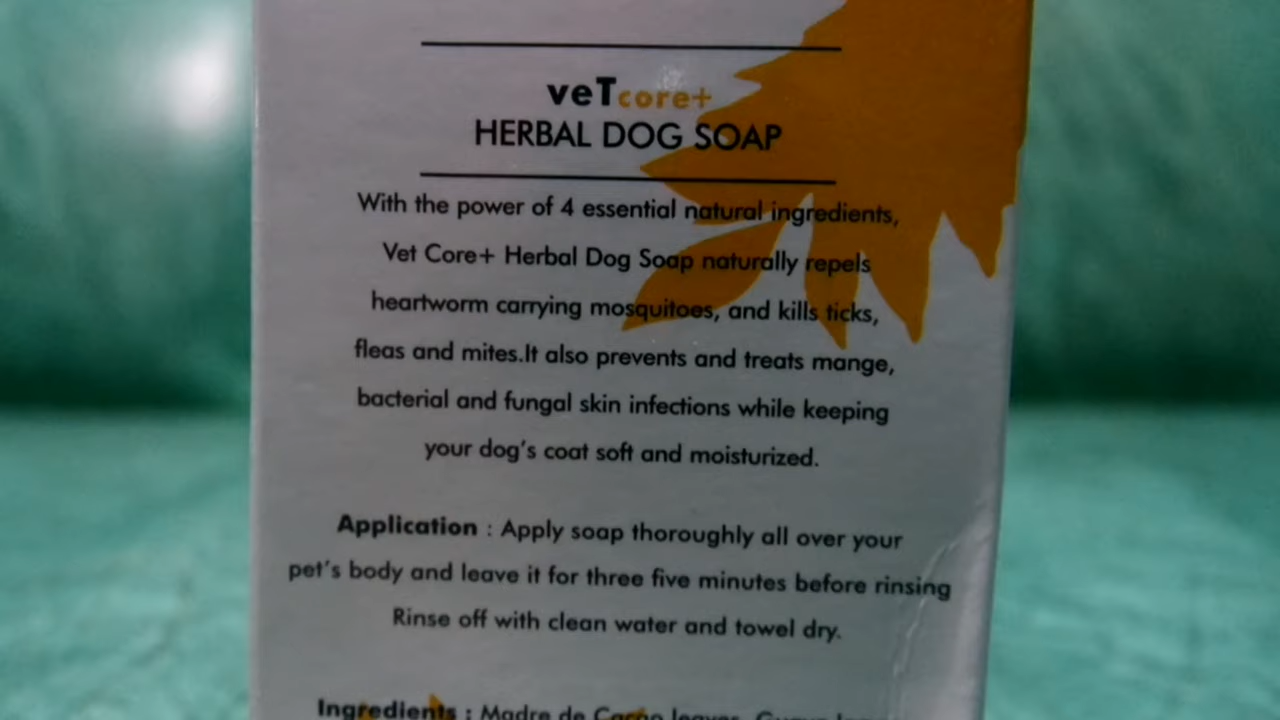 veTcore+
HERBAL DOG SOAP
With the power of 4 essential natural ingredients,
Vet Core+ Herbal Dog Soap naturally repels
heartworm carrying mosquitoes, and kills ticks,
fleas and mites.It also prevents and treats mange,
bacterial and fungal skin infections while keeping
your dog's coat soft and moisturized.
Application : Apply soap thoroughly all over your
pet's body and leave it for three five minutes before rinsing
Rinse off with clean water and towel dry.
Ingredients : Madre de Cacao leaves, Guava